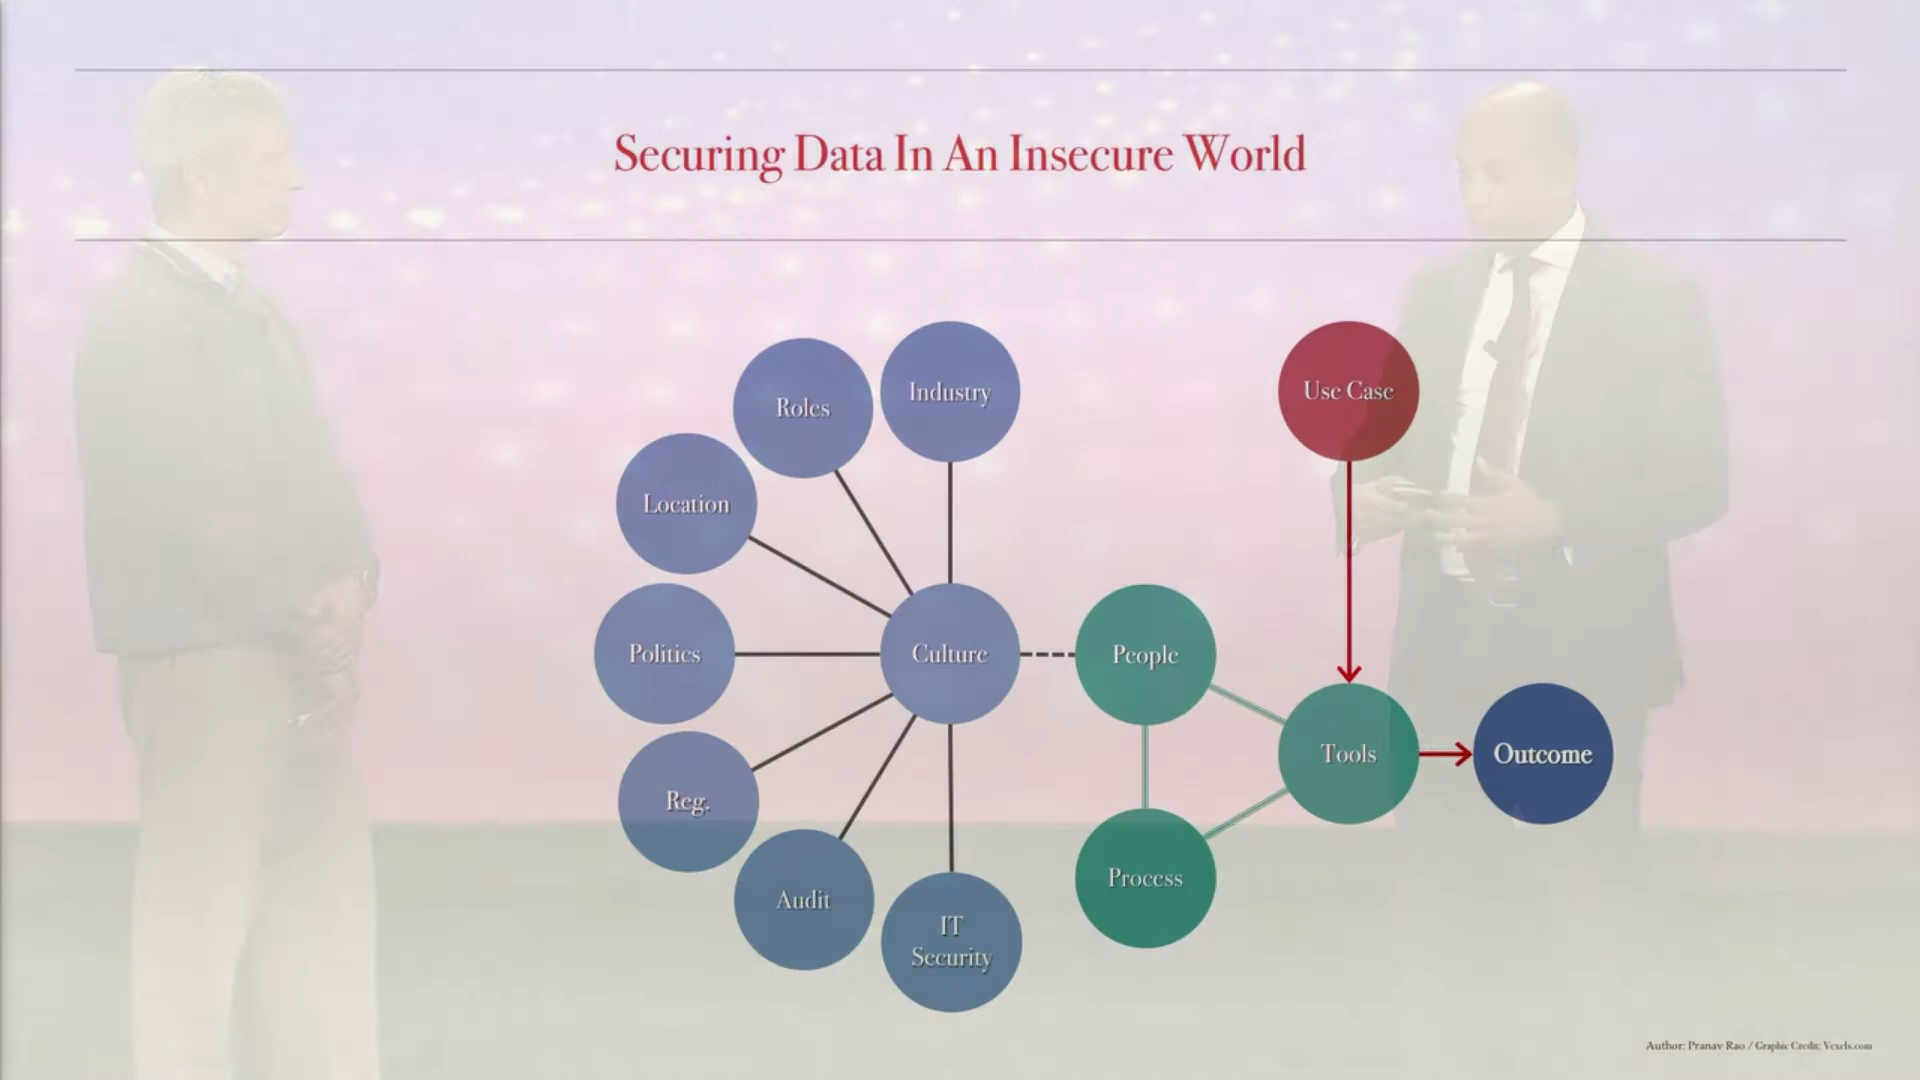 Securing Data In An Insecure World
Industry
Roles
Use Case
Location
Politics
Culture
People
Tools
Outcome
Reg.
Process
Audit
IT
Security
Author: Pranav Rao / Graphic Credit: Vexels.com